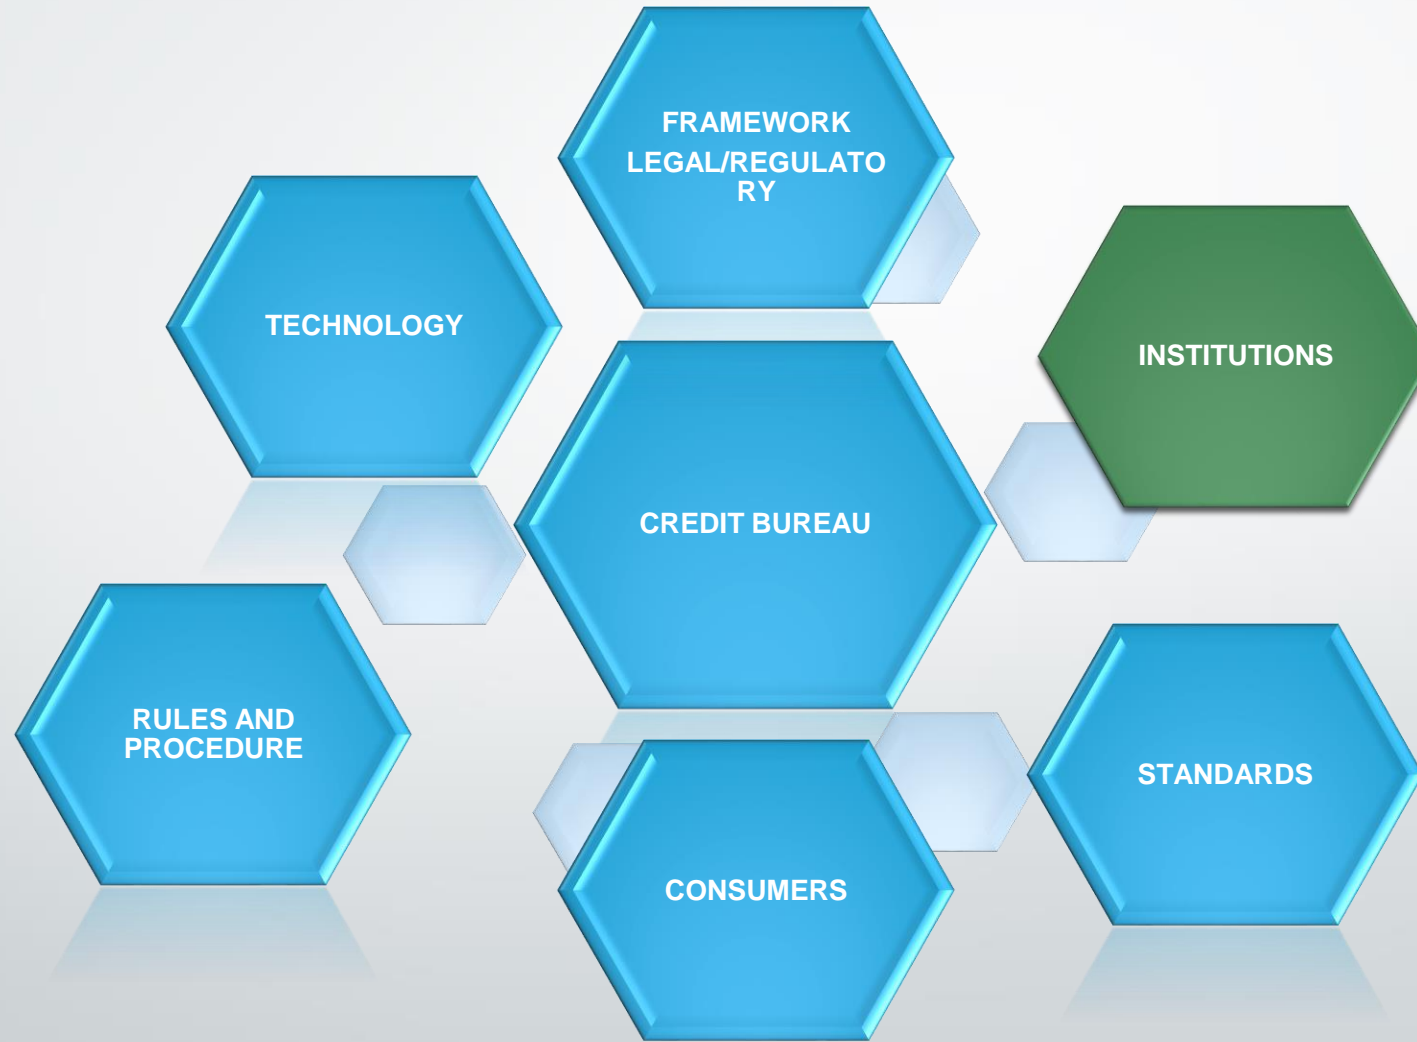 FRAMEWORK
LEGAL/REGULATO
RY
TECHNOLOGY
INSTITUTIONS
CREDIT BUREAU
RULES AND
PROCEDURE
STANDARDS
CONSUMERS